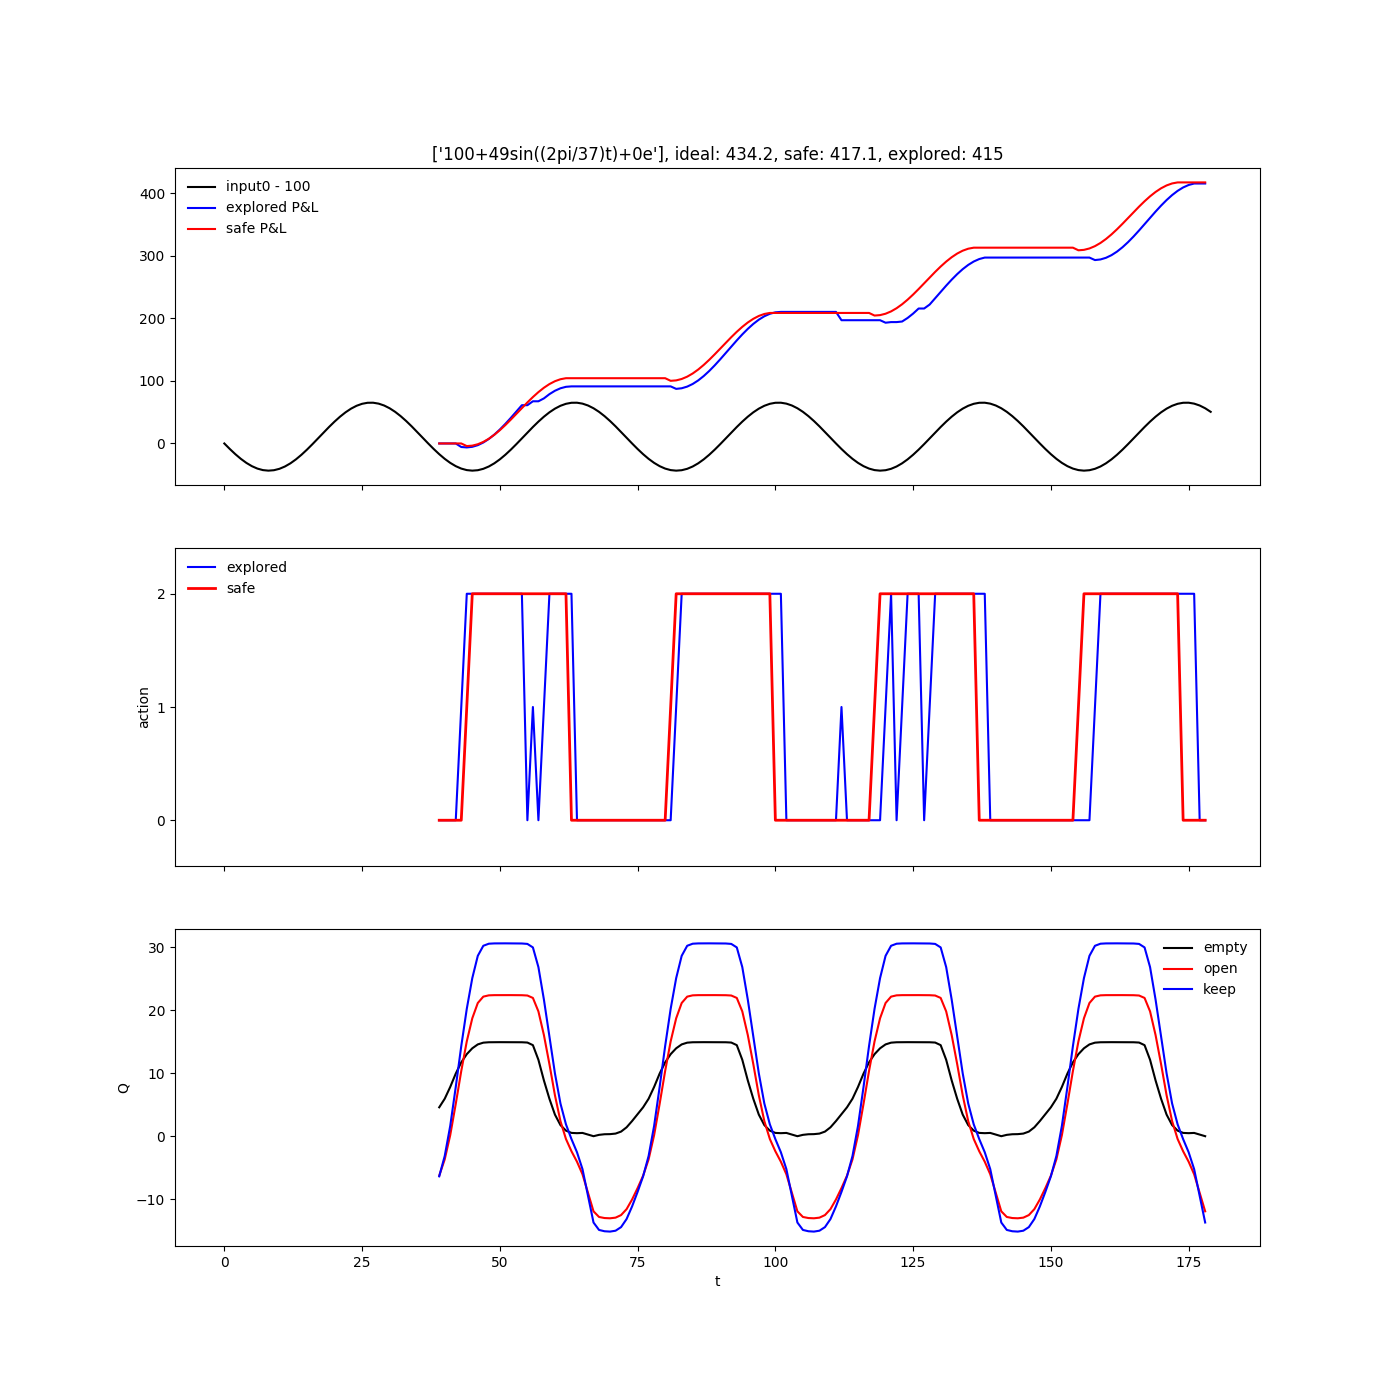 ['100+49sin((2pi/37)t)+0e'], ideal: 434.2, safe: 417.1, explored: 415
input0 - 100
explored P&L
safe P&L
400
300
200
100
0
explored
safe
2
1
0
action
empty
open
keep
30
20
10
0
−10
Q
0 25 50 75 100 125 150 175
t